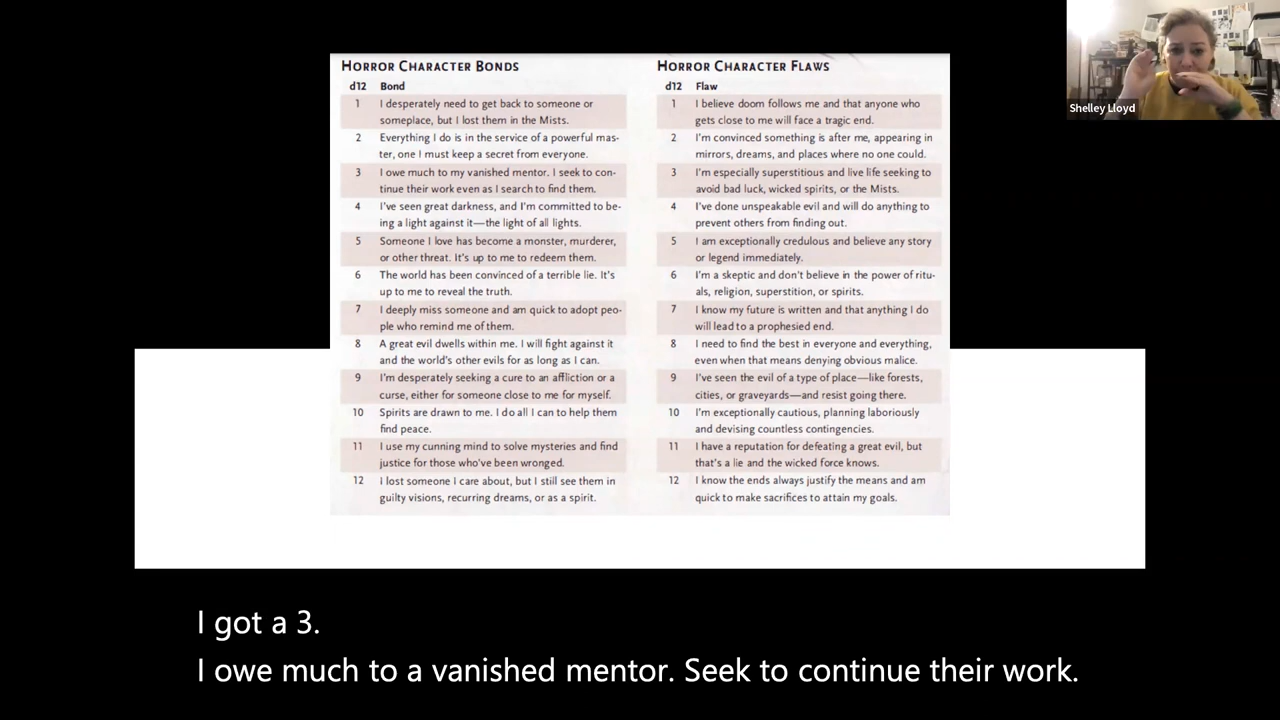 HORROR CHARACTER BONDS
d12 Bond
1 I desperately need to get back to someone or
someplace, but I lost them in the Mists.
2 Everything I do is in the service of a powerful mas-
ter, one I must keep a secret from everyone.
3 I owe much to my vanished mentor. I seek to con-
tinue their work even as I search to find them.
4 I've seen great darkness, and I'm committed to be-
ing a light against it—the light of all lights.
5 Someone I love has become a monster, murderer,
or other threat. It's up to me to redeem them.
6 The world has been convinced of a terrible lie. It's
up to me to reveal the truth.
7 I deeply miss someone and am quick to adopt peo-
ple who remind me of them.
8 A great evil dwells within me. I will fight against it
and the world's other evils for as long as I can.
9 I'm desperately seeking a cure to an affliction or a
curse, either for someone close to me for myself.
10 Spirits are drawn to me. I do all I can to help them
find peace.
11 I use my cunning mind to solve mysteries and find
justice for those who've been wronged.
12 I lost someone I care about, but I still see them in
guilty visions, recurring dreams, or as a spirit.
HORROR CHARACTER FLAWS
d12 Flaw
1 I believe doom follows me and that anyone who
gets close to me will face a tragic end.
2 I'm convinced something is after me, appearing in
mirrors, dreams, and places where no one could.
3 I'm especially superstitious and live life seeking to
avoid bad luck, wicked spirits, or the Mists.
4 I've done unspeakable evil and will do anything to
prevent others from finding out.
5 I am exceptionally credulous and believe any story
or legend immediately.
6 I'm a skeptic and don't believe in the power of ritu-
als, religion, superstition, or spirits.
7 I know my future is written and that anything I do
will lead to a prophesied end.
8 I need to find the best in everyone and everything,
even when that means denying obvious malice.
9 I've seen the evil of a type of place—like forests,
cities, or graveyards—and resist going there.
10 I'm exceptionally cautious, planning laboriously
and devising countless contingencies.
11 I have a reputation for defeating a great evil, but
that's a lie and the wicked force knows.
12 I know the ends always justify the means and am
quick to make sacrifices to attain my goals.
Shelley Lloyd
I got a 3.
I owe much to a vanished mentor. Seek to continue their work.